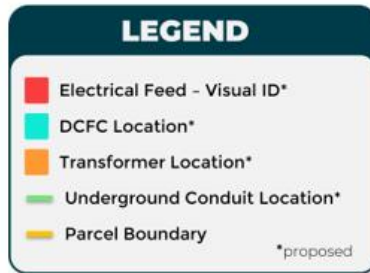 LEGEND
Electrical Feed – Visual ID*
DCFC Location*
Transformer Location*
Underground Conduit Location*
Parcel Boundary
*proposed